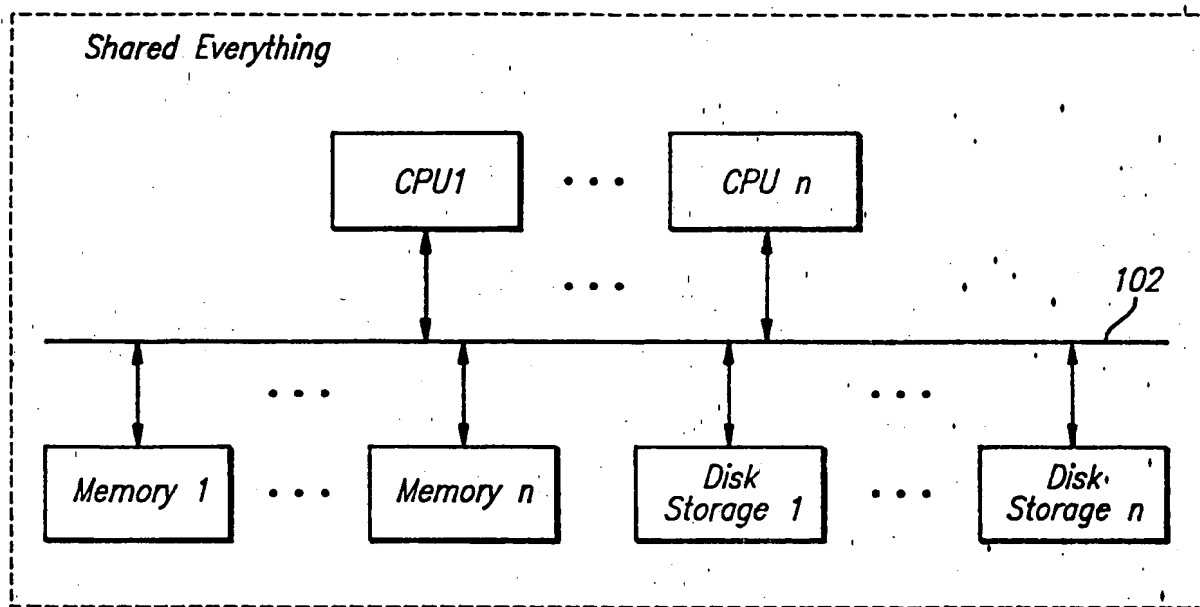 Shared Everything
CPU1
CPU n
102
Memory 1
Memory n
Disk
Storage 1
Disk
Storage n